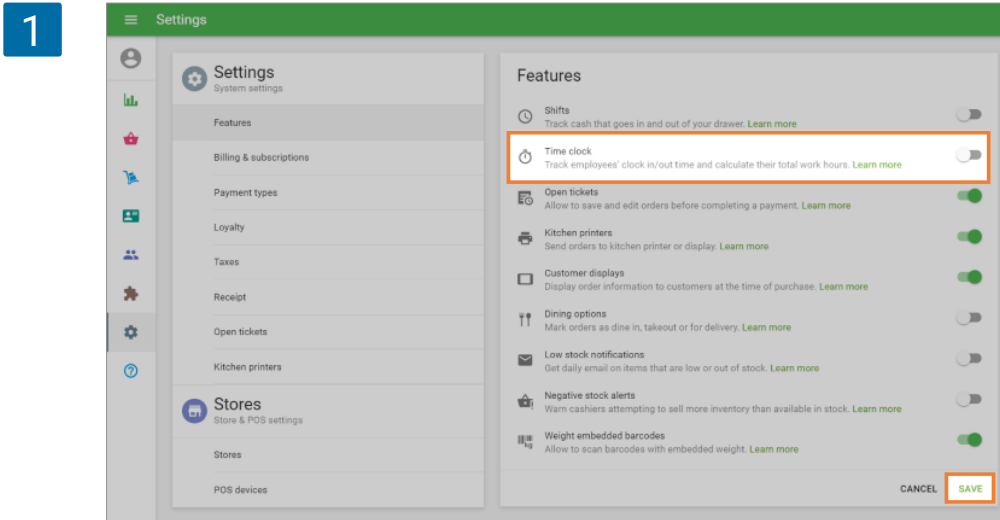 1
Settings
Settings
System settings
Features
Billing & subscriptions
Payment types
Loyalty
Taxes
Receipt
Open tickets
Kitchen printers
Stores
Store & POS settings
Stores
POS devices
Features
Shifts
Track cash that goes in and out of your drawer. Learn more
Time clock
Track employees' clock in/out time and calculate their total work hours. Learn more
Open tickets
Allow to save and edit orders before completing a payment. Learn more
Kitchen printers
Send orders to kitchen printer or display. Learn more
Customer displays
Display order information to customers at the time of purchase. Learn more
Dining options
Mark orders as dine in, takeout or for delivery. Learn more
Low stock notifications
Get daily email on items that are low or out of stock. Learn more
Negative stock alerts
Warn cashiers attempting to sell more inventory than available in stock. Learn more
Weight embedded barcodes
Allow to scan barcodes with embedded weight. Learn more
CANCEL SAVE